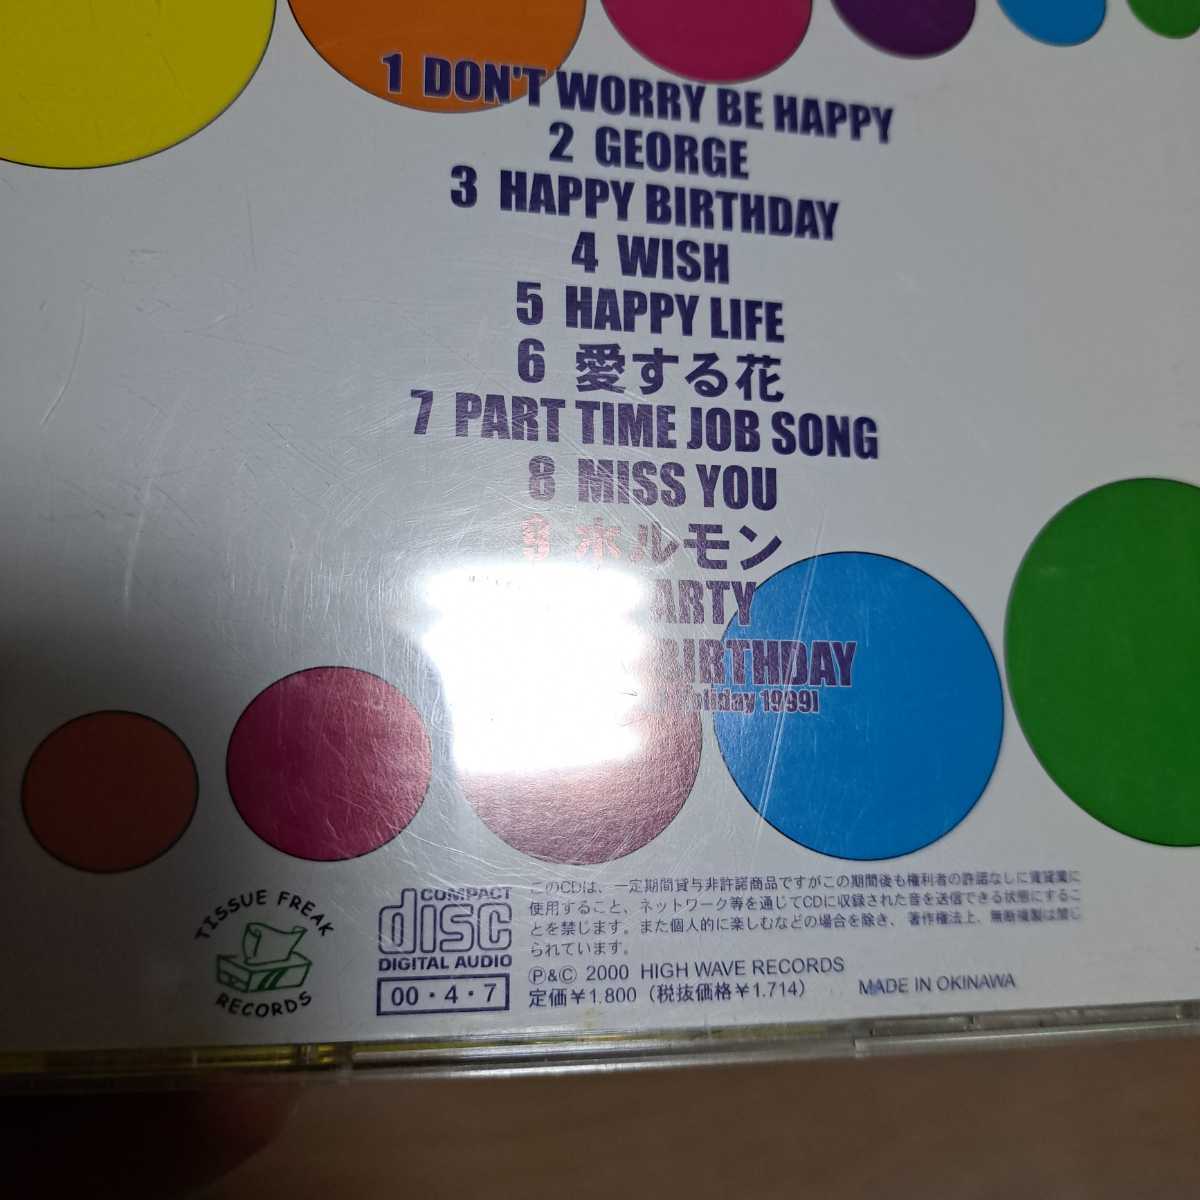 1 DON'T WORRY BE HAPPY
2 GEORGE
3 HAPPY BIRTHDAY
4 WISH
5 HAPPY LIFE
6 愛する花
7 PART TIME JOB SONG
8 MISS YOU
9 ホルモン
ARTY
BIRTHDAY
Holiday 1999]
TISSUE FREAK
RECORDS
COMPACT
disc
DIGITAL AUDIO
00・4・7
このCDは、一定期間貸与非許諾商品ですがこの期間後も権利者の許諾なしに賃貸業に
使用すること、ネットワーク等を通じてCDに収録された音を送信できる状態にするこ
とを禁じます。また個人的に楽しむなどの場合を除き、著作権法上、無断複製は禁じ
られています。
Ⓟ&© 2000 HIGH WAVE RECORDS
定価¥1.800（税抜価格¥1.714）
MADE IN OKINAWA